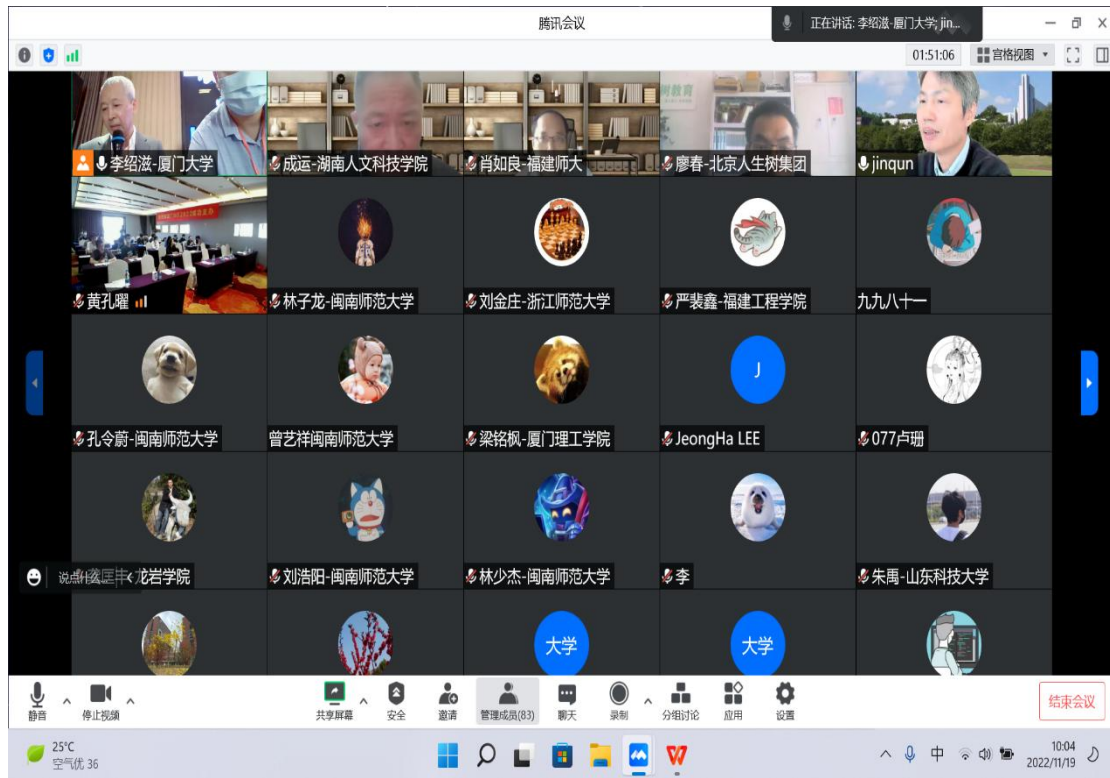 腾讯会议
正在讲话: 李绍滋-厦门大学; jin...
01:51:06
宫格视图
李绍滋-厦门大学
成运-湖南人文科技学院
肖如良-福建师大
廖春-北京人生树集团
jinqun
黄孔曜
林子龙-闽南师范大学
刘金庄-浙江师范大学
严裴鑫-福建工程学院
九九八十一
孔令蔚-闽南师范大学
曾艺祥闽南师范大学
梁铭枫-厦门理工学院
J
JeongHa LEE
077卢珊
说点什么...
龙岩学院
刘浩阳-闽南师范大学
林少杰-闽南师范大学
李
朱禹-山东科技大学
大学
大学
静音
停止视频
共享屏幕
安全
邀请
管理成员(83)
聊天
录制
分组讨论
应用
设置
结束会议
25°C
空气优 36
中
10:04
2022/11/19